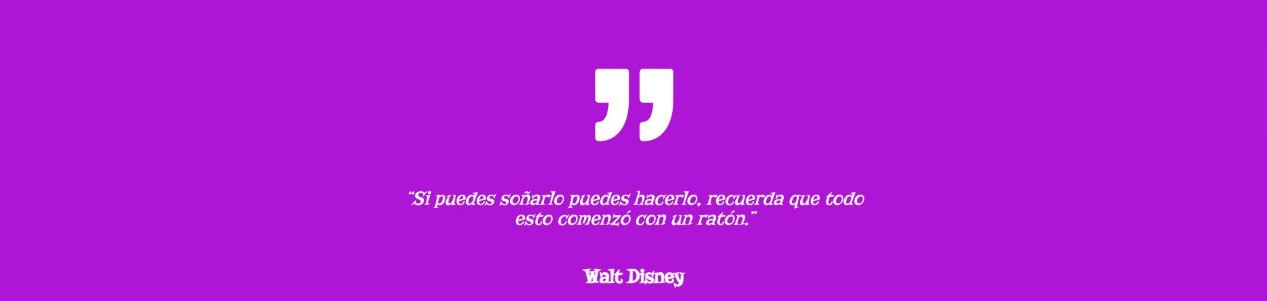 ”
“Si puedes soñarlo puedes hacerlo, recuerda que todo
esto comenzó con un ratón.”
Walt Disney